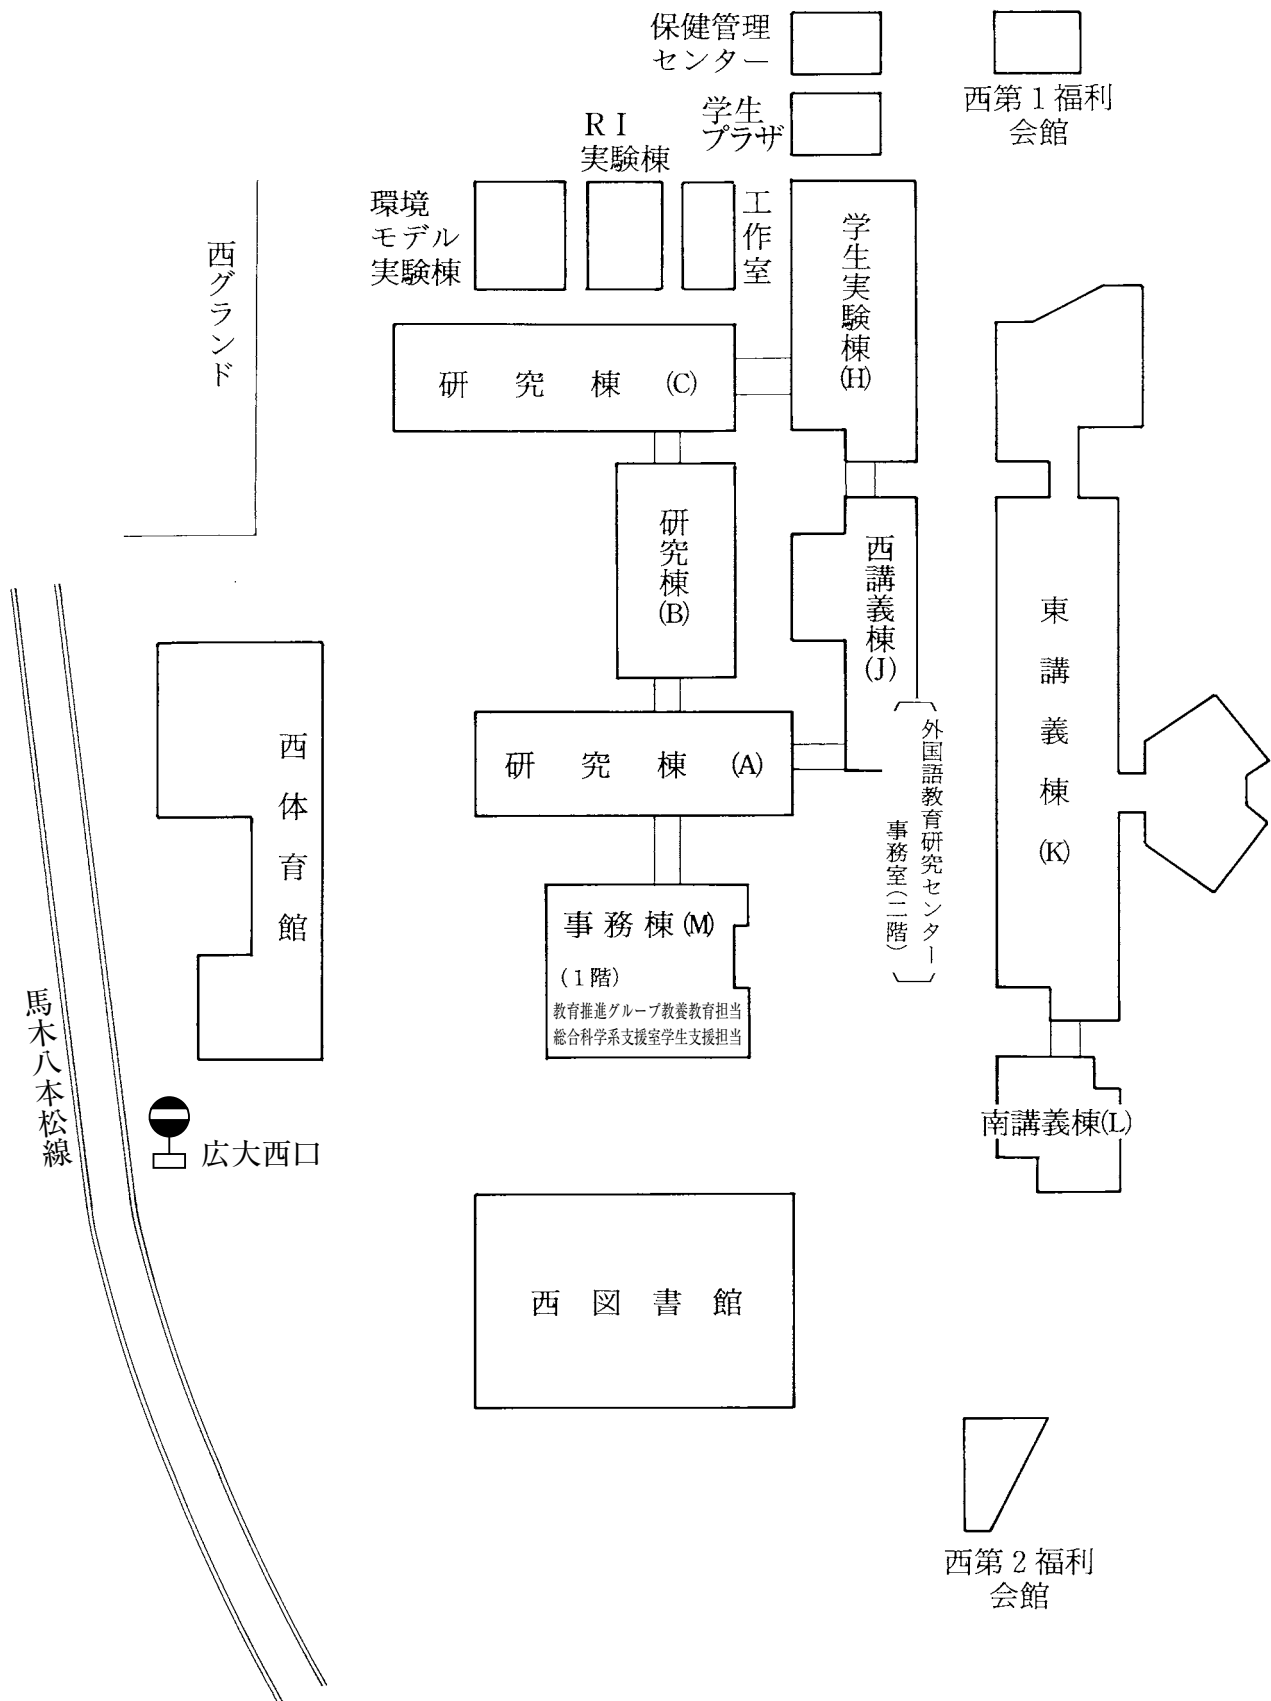 保健管理
センター
西第1福利
会館
学生
プラザ
RI
実験棟
環境
モデル
実験棟
工作室
学生実験棟(H)
西グランド
研究棟(C)
研究棟(B)
西講義棟(J)
東講義棟(K)
研究棟(A)
外国語教育研究センター
事務室(二階)
西体育館
事務棟(M)
(1階)
教育推進グループ教養教育担当
総合科学系支援室学生支援担当
馬木八本松線
広大西口
南講義棟(L)
西図書館
西第2福利
会館